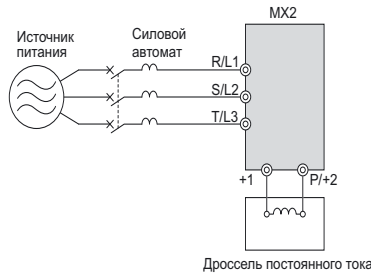 MX2
Источник
питания
Силовой
автомат
R/L1
S/L2
T/L3
+1
P/+2
Дроссель постоянного тока